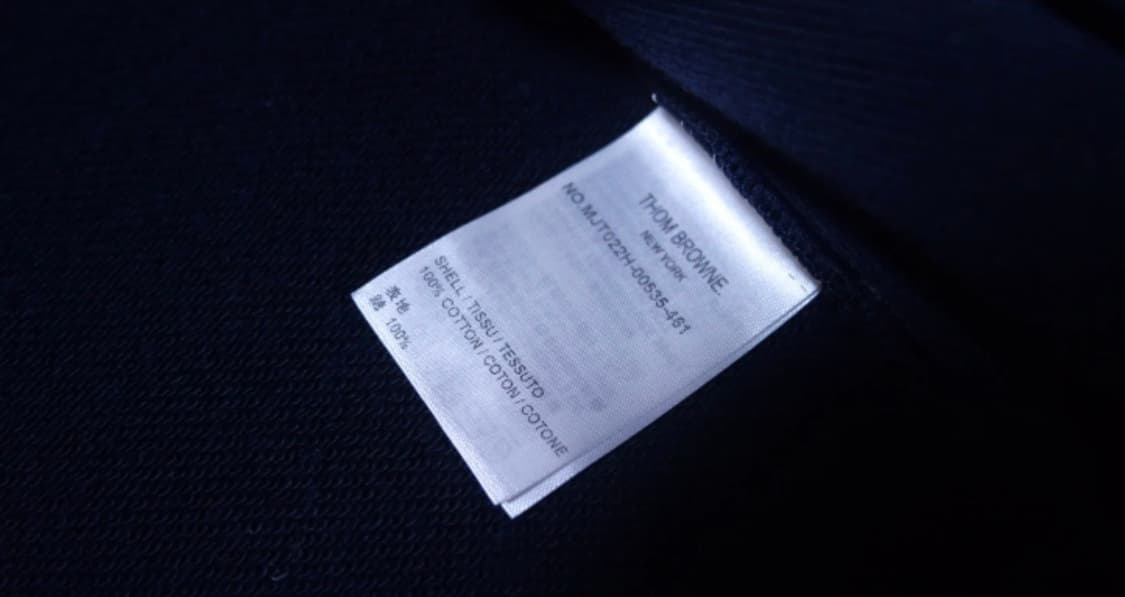 THOM BROWNE.
NEW YORK
NO.MJT022H-00535-461
SHELL / TISSU / TESSUTO
100% COTTON / COTON / COTONE
表地
綿 100%